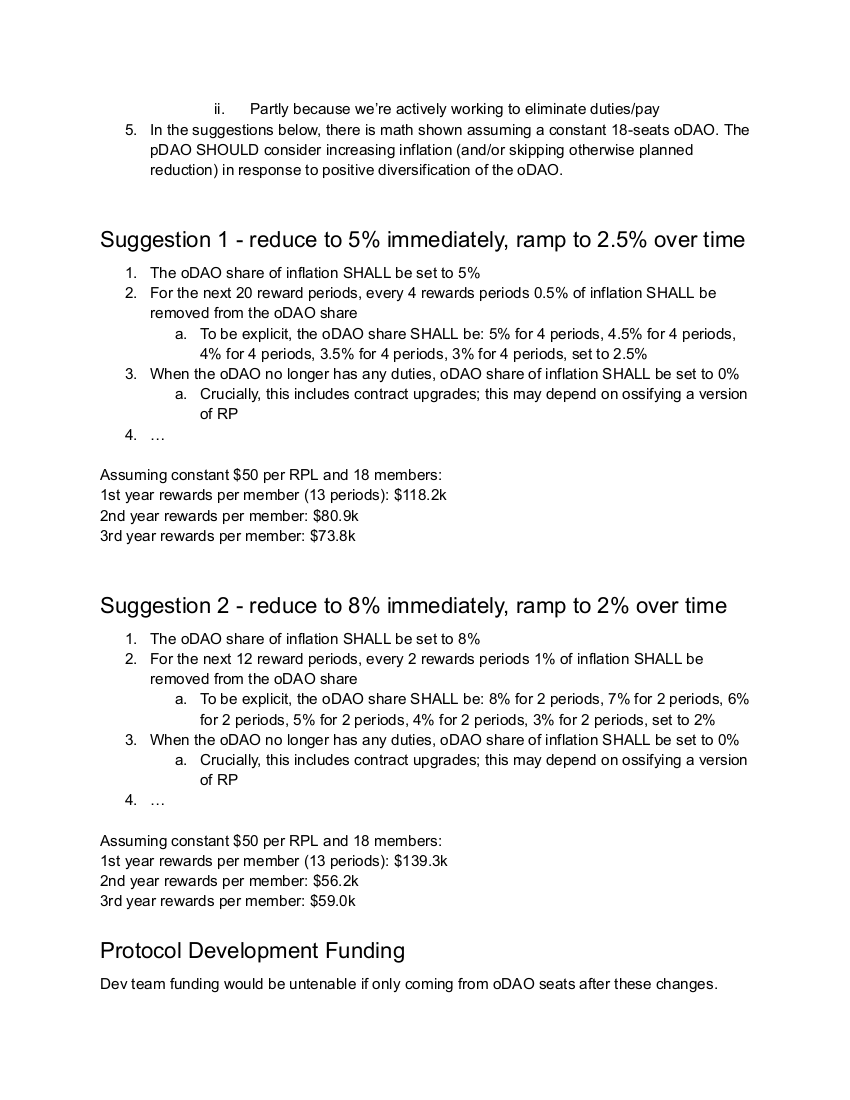 ii. Partly because we’re actively working to eliminate duties/pay
5. In the suggestions below, there is math shown assuming a constant 18-seats oDAO. The
pDAO SHOULD consider increasing inflation (and/or skipping otherwise planned
reduction) in response to positive diversification of the oDAO.
Suggestion 1 - reduce to 5% immediately, ramp to 2.5% over time
1. The oDAO share of inflation SHALL be set to 5%
2. For the next 20 reward periods, every 4 rewards periods 0.5% of inflation SHALL be
removed from the oDAO share
a. To be explicit, the oDAO share SHALL be: 5% for 4 periods, 4.5% for 4 periods,
4% for 4 periods, 3.5% for 4 periods, 3% for 4 periods, set to 2.5%
3. When the oDAO no longer has any duties, oDAO share of inflation SHALL be set to 0%
a. Crucially, this includes contract upgrades; this may depend on ossifying a version
of RP
4. …
Assuming constant $50 per RPL and 18 members:
1st year rewards per member (13 periods): $118.2k
2nd year rewards per member: $80.9k
3rd year rewards per member: $73.8k
Suggestion 2 - reduce to 8% immediately, ramp to 2% over time
1. The oDAO share of inflation SHALL be set to 8%
2. For the next 12 reward periods, every 2 rewards periods 1% of inflation SHALL be
removed from the oDAO share
a. To be explicit, the oDAO share SHALL be: 8% for 2 periods, 7% for 2 periods, 6%
for 2 periods, 5% for 2 periods, 4% for 2 periods, 3% for 2 periods, set to 2%
3. When the oDAO no longer has any duties, oDAO share of inflation SHALL be set to 0%
a. Crucially, this includes contract upgrades; this may depend on ossifying a version
of RP
4. …
Assuming constant $50 per RPL and 18 members:
1st year rewards per member (13 periods): $139.3k
2nd year rewards per member: $56.2k
3rd year rewards per member: $59.0k
Protocol Development Funding
Dev team funding would be untenable if only coming from oDAO seats after these changes.